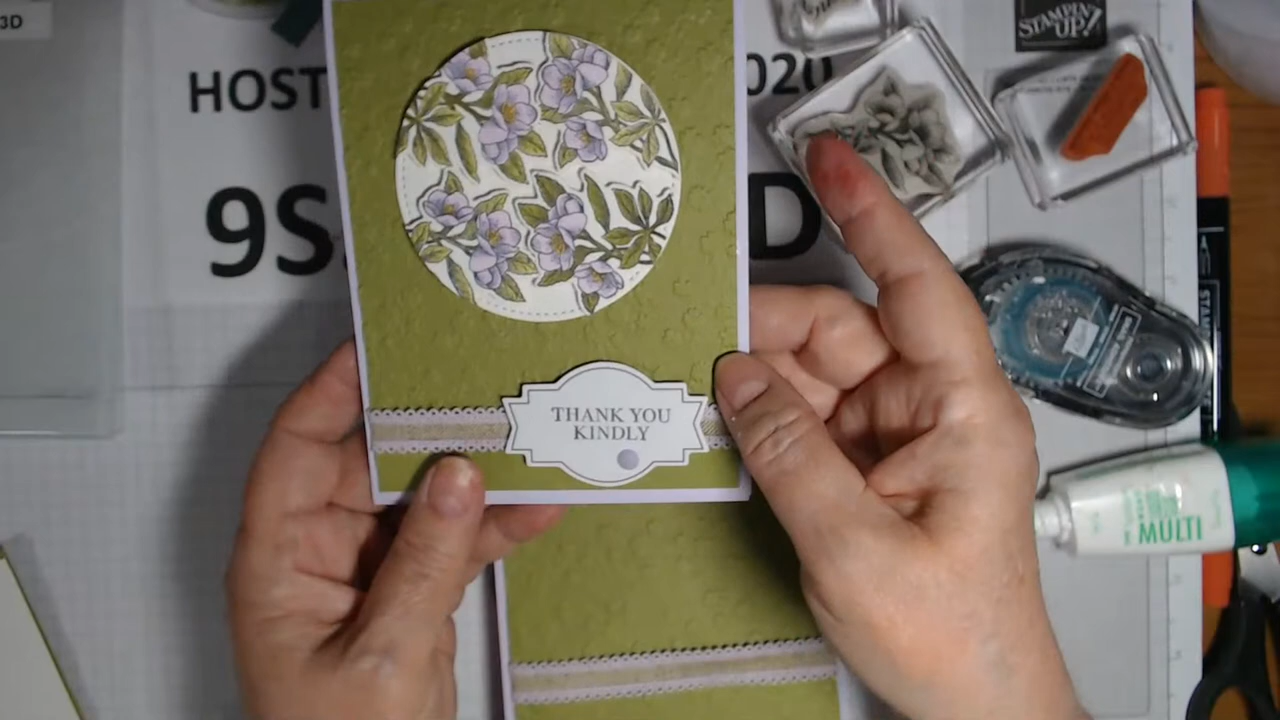 3D
HOST
020
STAMPIN'
UP!
9S
D
THANK YOU
KINDLY
MULTI